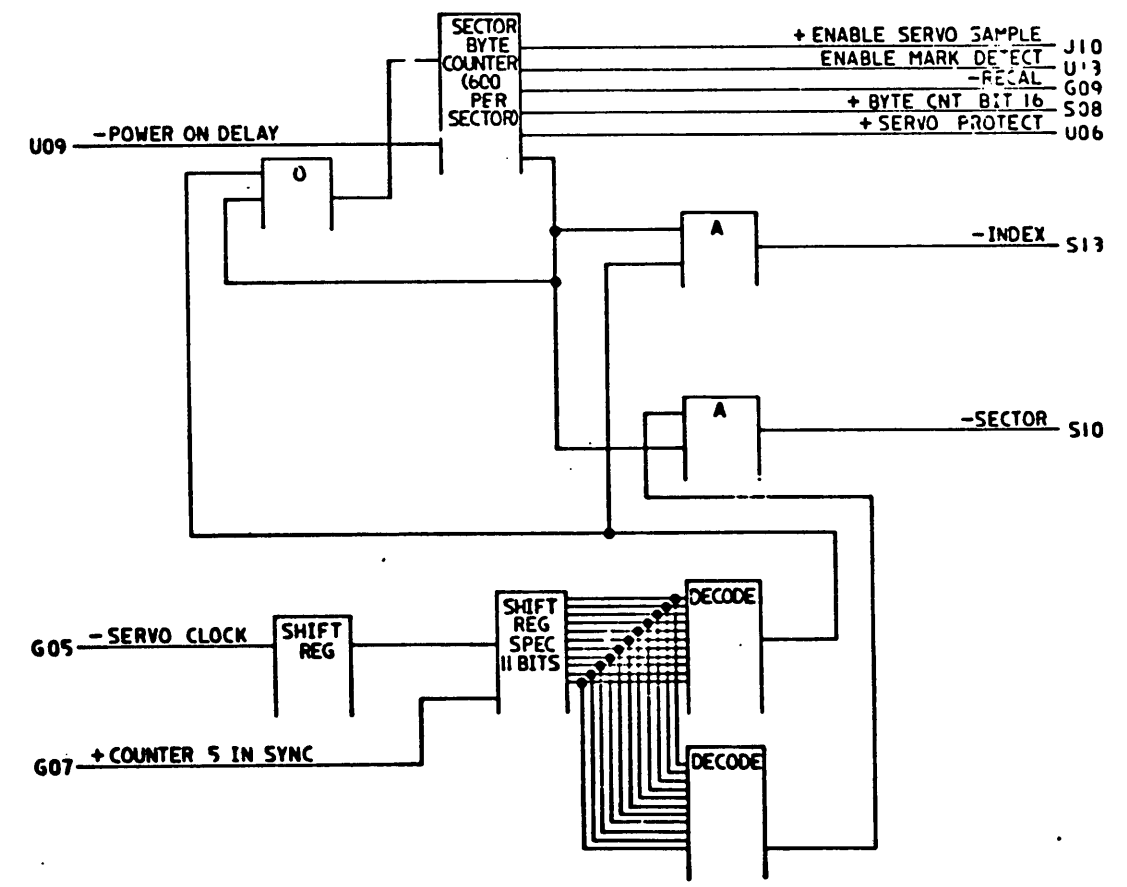 SECTOR
BYTE
COUNTER
(600
PER
SECTOR)
+ ENABLE SERVO SAMPLE J10
ENABLE MARK DETECT U13
-RECAL G09
+ BYTE CNT BIT 16 S08
+ SERVO PROTECT U06
U09 -POWER ON DELAY
O
A
-INDEX S13
A
-SECTOR S10
G05 -SERVO CLOCK
SHIFT
REG
SHIFT
REG
SPEC
11 BITS
DECODE
G07 +COUNTER 5 IN SYNC
DECODE